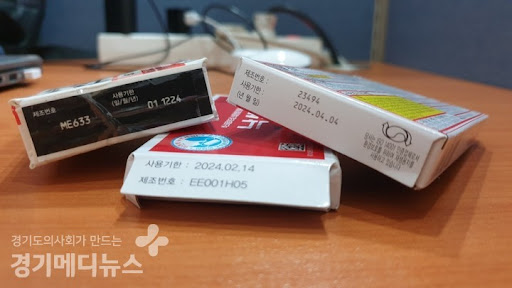 제조번호 :
사용기한 :
(일/월/년)
ME633
01 1224
제조번호 :
사용기한 :
(년 월 일)
23494
2024.04.04
사용기한 : 2024.02.14
제조번호 : EE001H05
경기도의사회가 만드는
경기메디뉴스